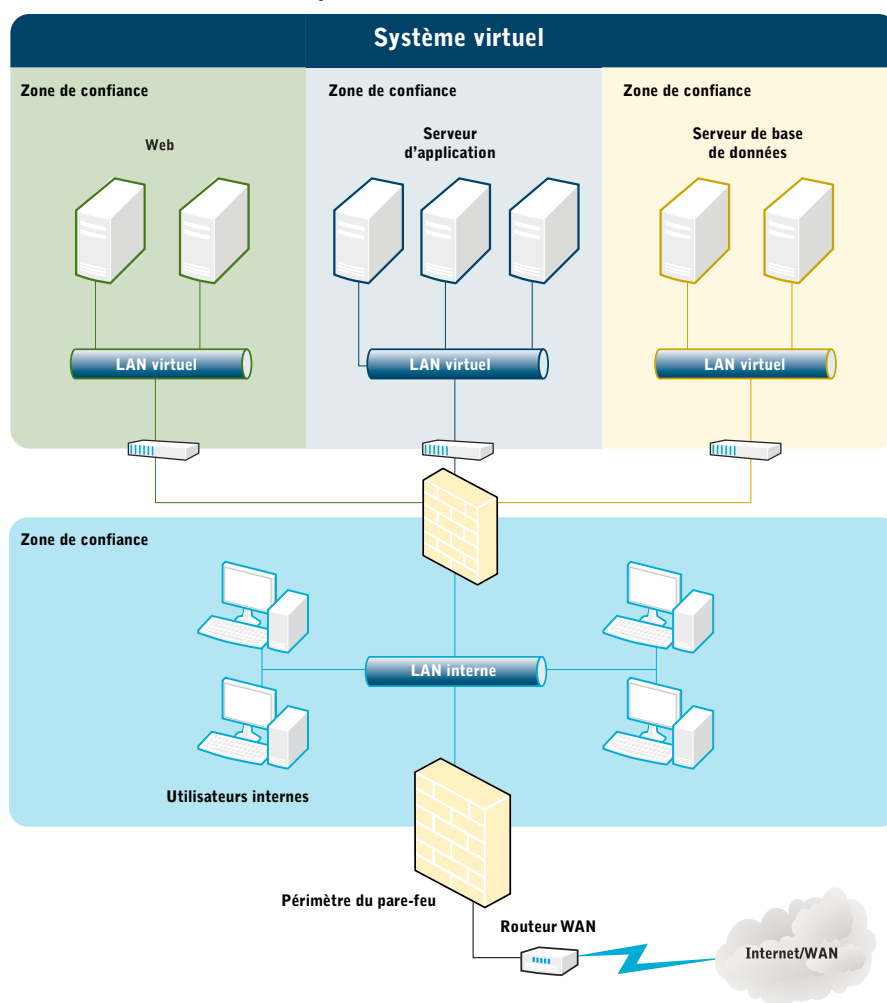 Système virtuel
Zone de confiance
Zone de confiance
Zone de confiance
Web
Serveur
d'application
Serveur de base
de données
LAN virtuel
LAN virtuel
LAN virtuel
Zone de confiance
LAN interne
Utilisateurs internes
Périmètre du pare-feu
Routeur WAN
Internet/WAN